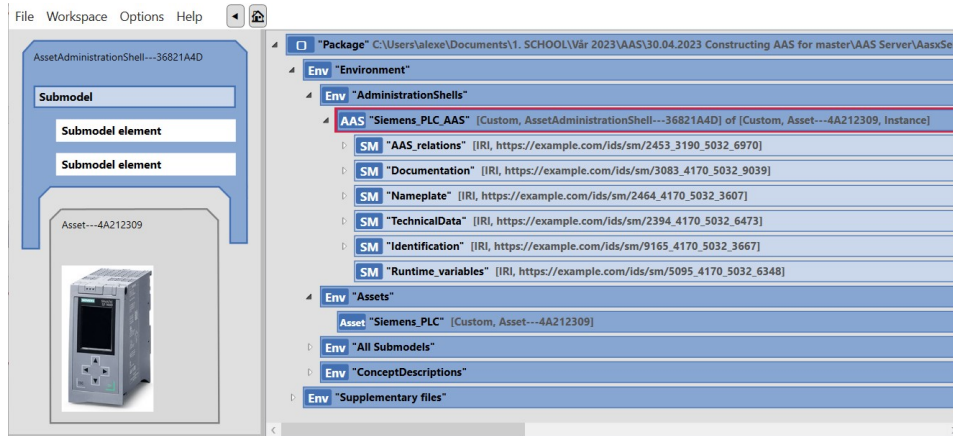 File Workspace Options Help
AssetAdministrationShell---36821A4D
Submodel
Submodel element
Submodel element
Asset---4A212309
SIEMENS
"Package" C:\Users\alexe\Documents\1. SCHOOL\Vår 2023\AAS\30.04.2023 Constructing AAS for master\AAS Server\AasxSe
Env "Environment"
Env "AdministrationShells"
AAS "Siemens_PLC_AAS" [Custom, AssetAdministrationShell---36821A4D] of [Custom, Asset---4A212309, Instance]
SM "AAS_relations" [IRI, https://example.com/ids/sm/2453_3190_5032_6970]
SM "Documentation" [IRI, https://example.com/ids/sm/3083_4170_5032_9039]
SM "Nameplate" [IRI, https://example.com/ids/sm/2464_4170_5032_3607]
SM "TechnicalData" [IRI, https://example.com/ids/sm/2394_4170_5032_6473]
SM "Identification" [IRI, https://example.com/ids/sm/9165_4170_5032_3667]
SM "Runtime_variables" [IRI, https://example.com/ids/sm/5095_4170_5032_6348]
Env "Assets"
Asset "Siemens_PLC" [Custom, Asset---4A212309]
Env "All Submodels"
Env "ConceptDescriptions"
Env "Supplementary files"